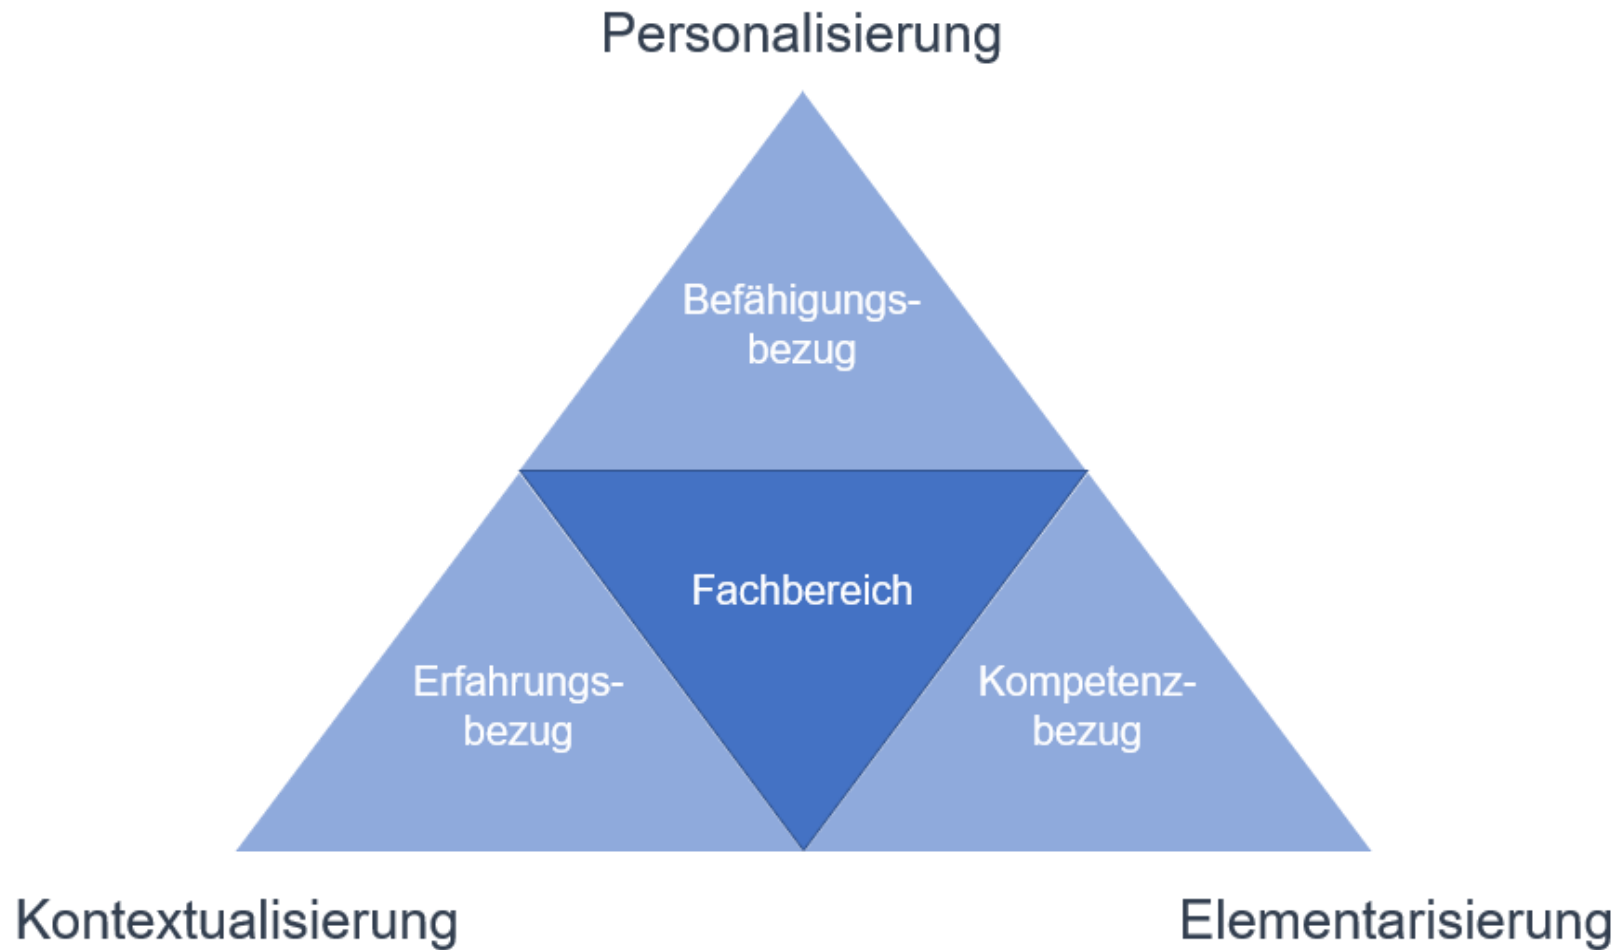 Personalisierung
Befähigungs-
bezug
Fachbereich
Erfahrungs-
bezug
Kompetenz-
bezug
Kontextualisierung
Elementarisierung